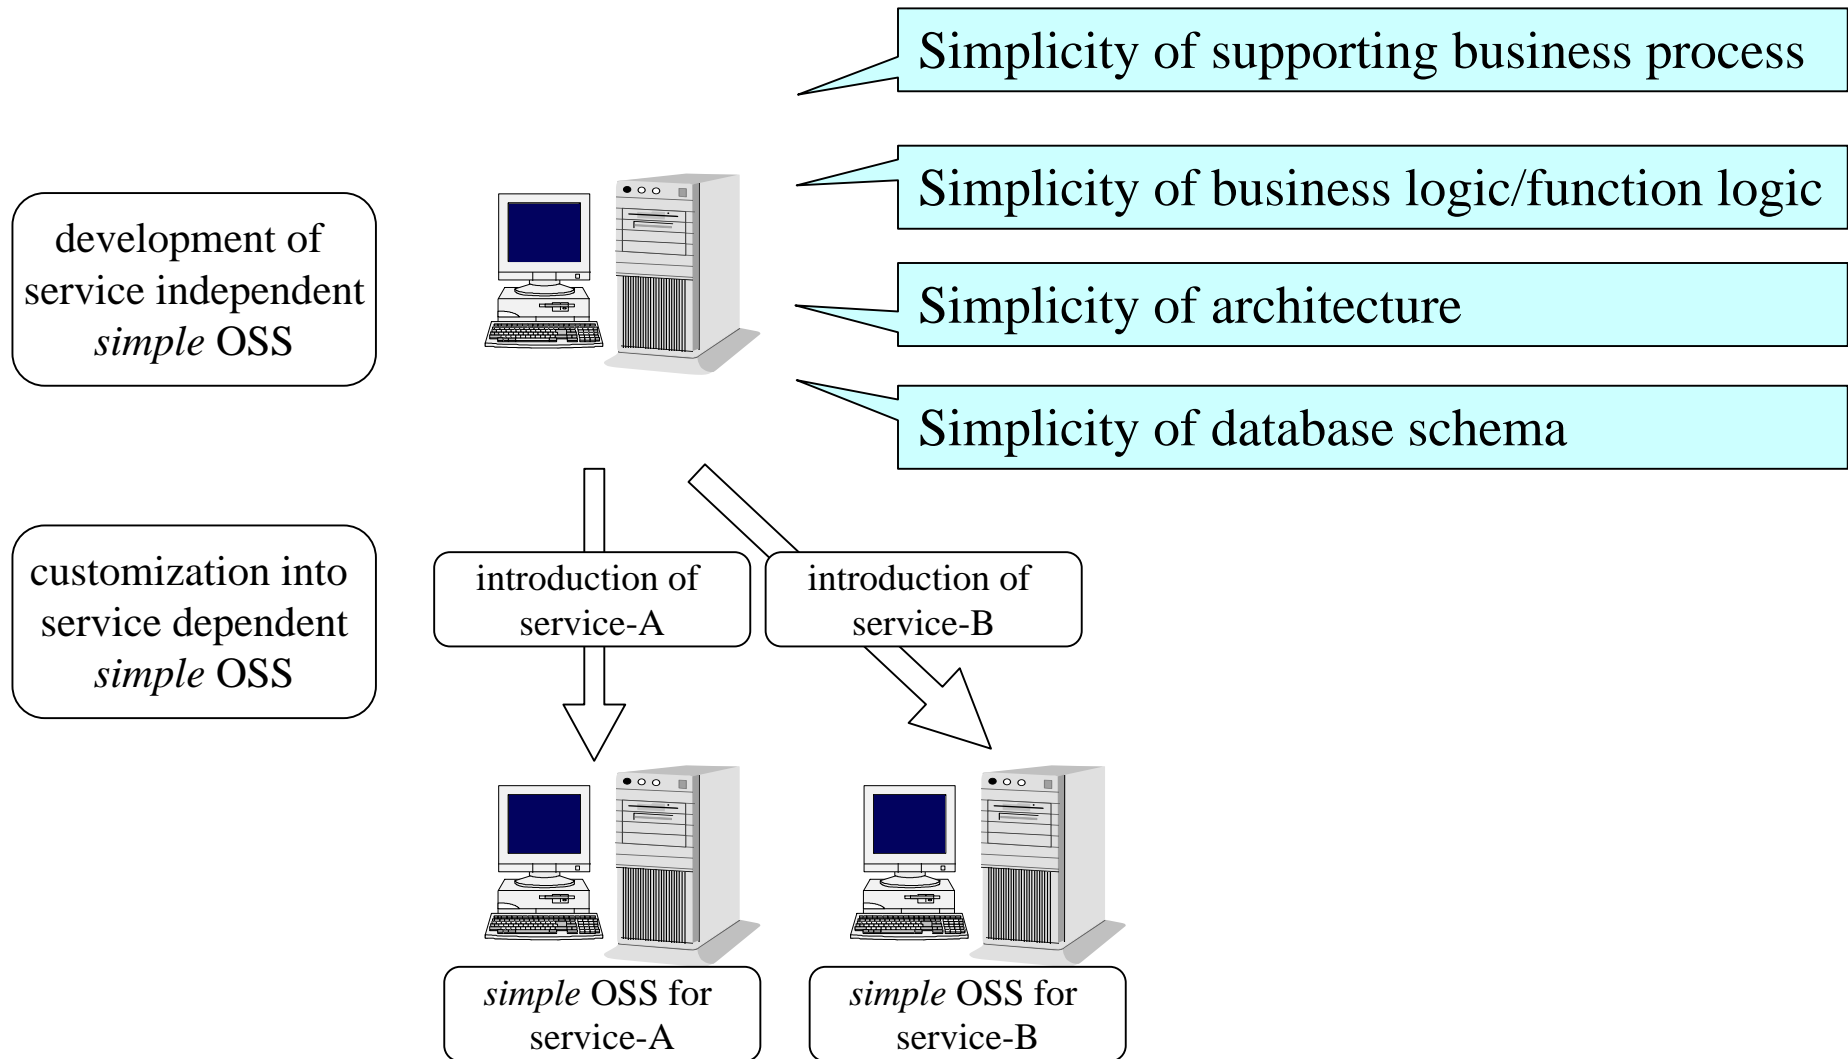 Simplicity of supporting business process
Simplicity of business logic/function logic
development of
service independent
simple OSS
Simplicity of architecture
Simplicity of database schema
customization into
service dependent
simple OSS
introduction of
service-A
introduction of
service-B
simple OSS for
service-A
simple OSS for
service-B